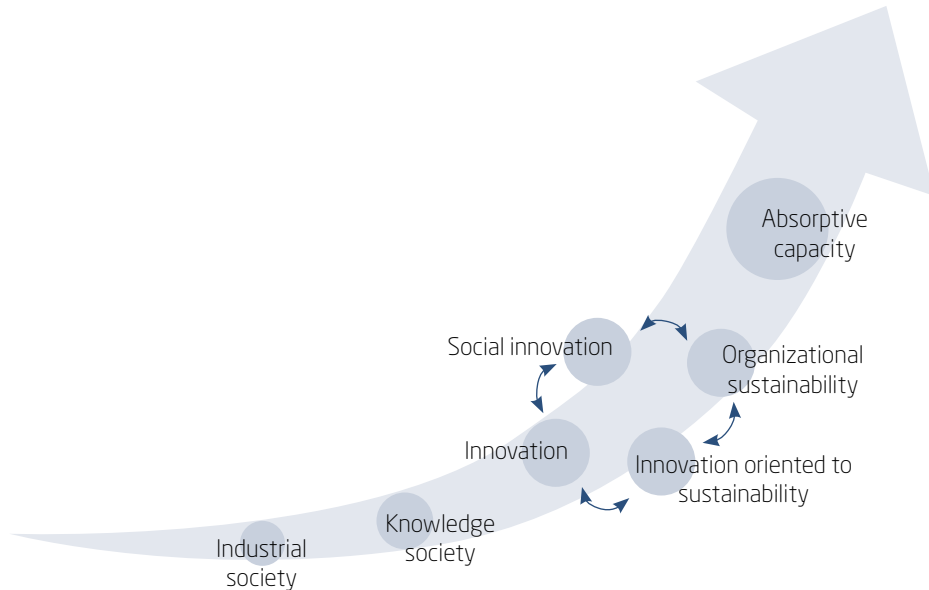 Absorptive
capacity
Social innovation
Organizational
sustainability
Innovation
Innovation oriented to
sustainability
Knowledge
society
Industrial
society